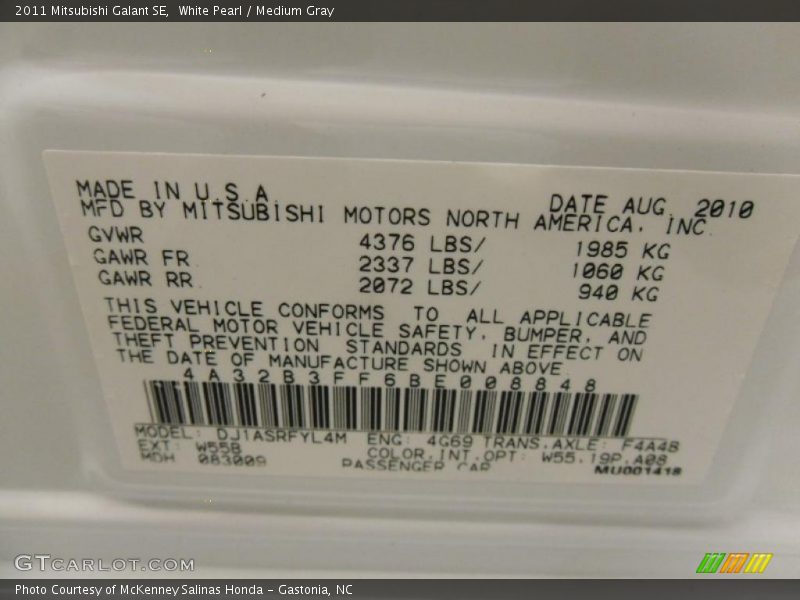 2011 Mitsubishi Galant SE, White Pearl / Medium Gray
MADE IN U.S.A. DATE AUG. 2010
MFD BY MITSUBISHI MOTORS NORTH AMERICA, INC.
GVWR 4376 LBS/ 1985 KG
GAWR FR 2337 LBS/ 1060 KG
GAWR RR 2072 LBS/ 940 KG
THIS VEHICLE CONFORMS TO ALL APPLICABLE
FEDERAL MOTOR VEHICLE SAFETY, BUMPER, AND
THEFT PREVENTION STANDARDS IN EFFECT ON
THE DATE OF MANUFACTURE SHOWN ABOVE.
4A32B3FF6BE008848
MODEL: DJ1ASRFYL4M ENG: 4G69 TRANS.AXLE: F4A4B
EXT: W55B COLOR.INT.OPT: W55.19P.A08
MDH 083009 PASSENGER CAR MU001418
GTCARLOT.COM
Photo Courtesy of McKenney Salinas Honda - Gastonia, NC